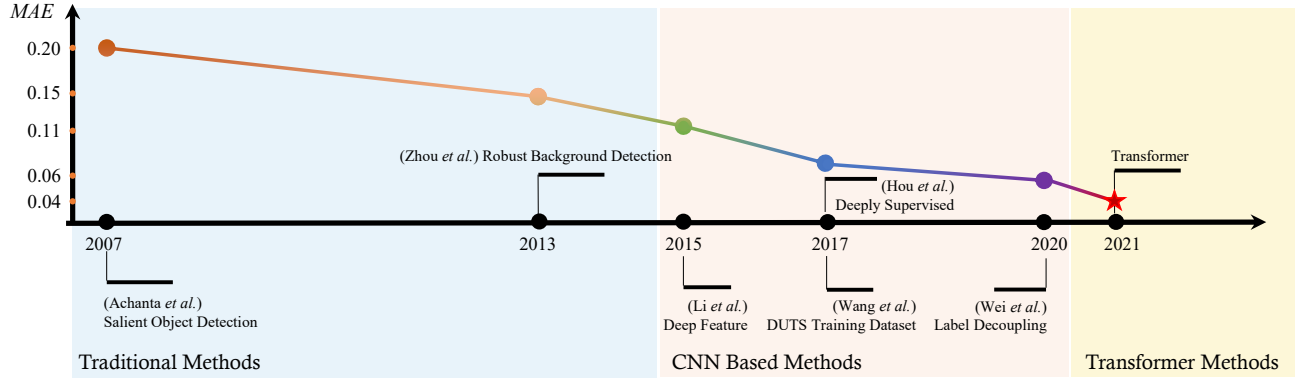 MAE
0.20
0.15
0.11
0.06
0.04
(Zhou et al.) Robust Background Detection
(Hou et al.)
Deeply Supervised
Transformer
2007
2013
2015
2017
2020
2021
(Achanta et al.)
Salient Object Detection
(Li et al.)
Deep Feature
(Wang et al.)
DUTS Training Dataset
(Wei et al.)
Label Decoupling
Traditional Methods
CNN Based Methods
Transformer Methods